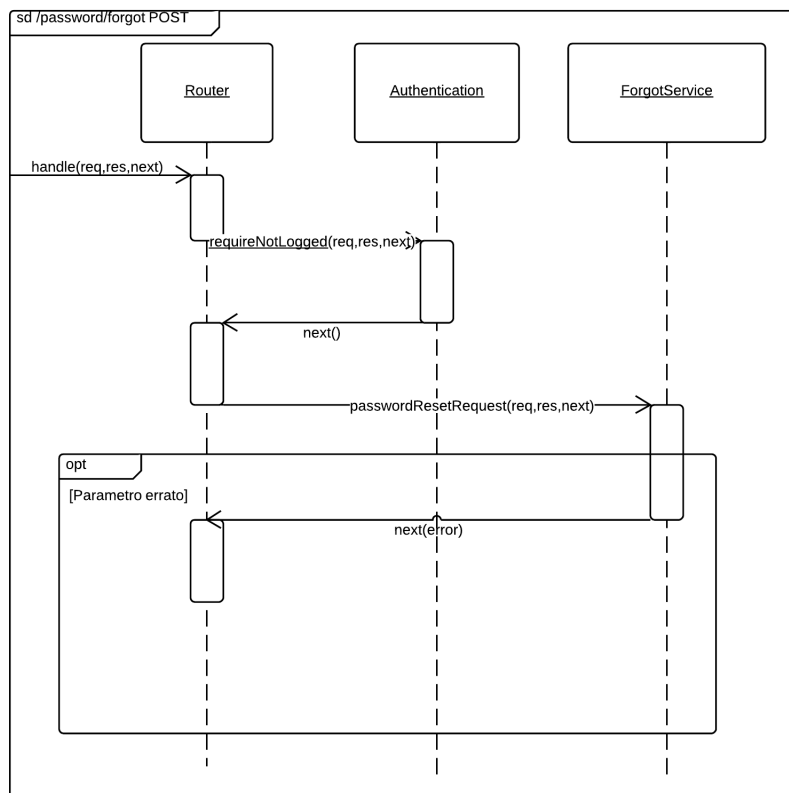 sd /password/forgot POST
Router
Authentication
ForgotService
handle(req,res,next)
requireNotLogged(req,res,next)
next()
passwordResetRequest(req,res,next)
opt
[Parametro errato]
next(error)